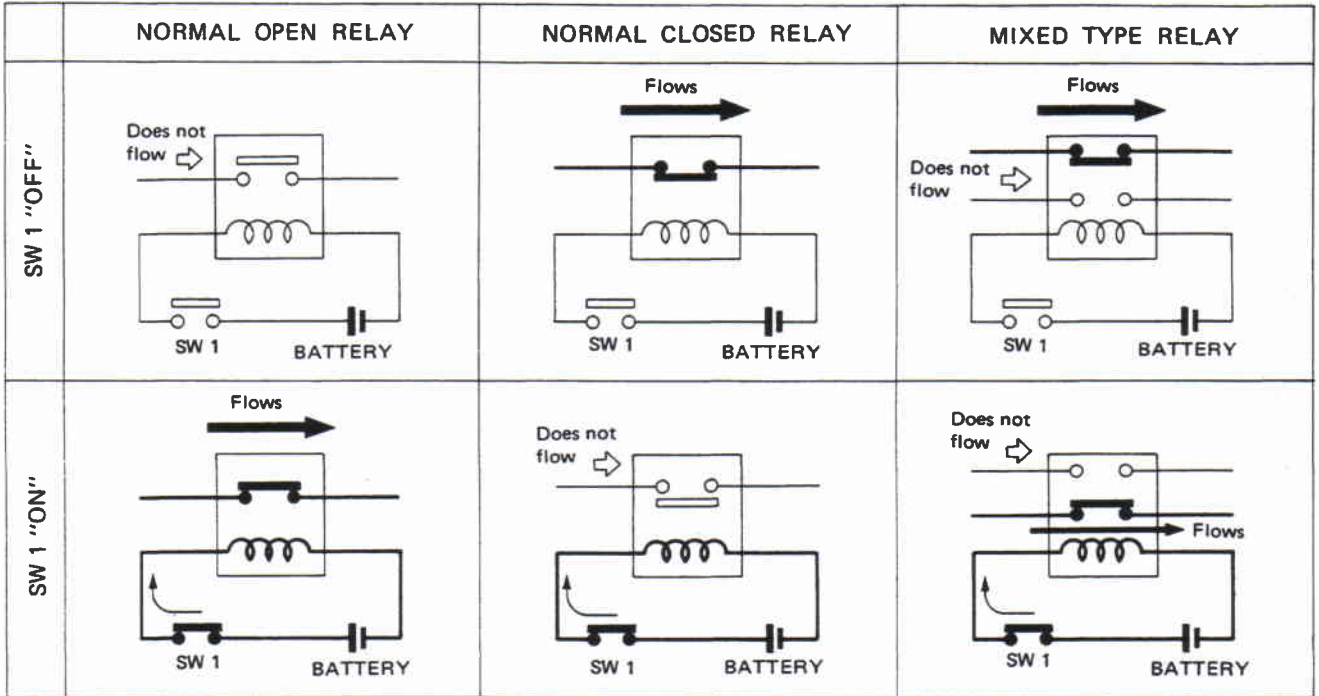 NORMAL OPEN RELAY
NORMAL CLOSED RELAY
MIXED TYPE RELAY
SW 1 "OFF"
Does not
flow
SW 1
BATTERY
Flows
SW 1
BATTERY
Flows
Does not
flow
SW 1
BATTERY
SW 1 "ON"
Flows
SW 1
BATTERY
Does not
flow
SW 1
BATTERY
Does not
flow
Flows
SW 1
BATTERY